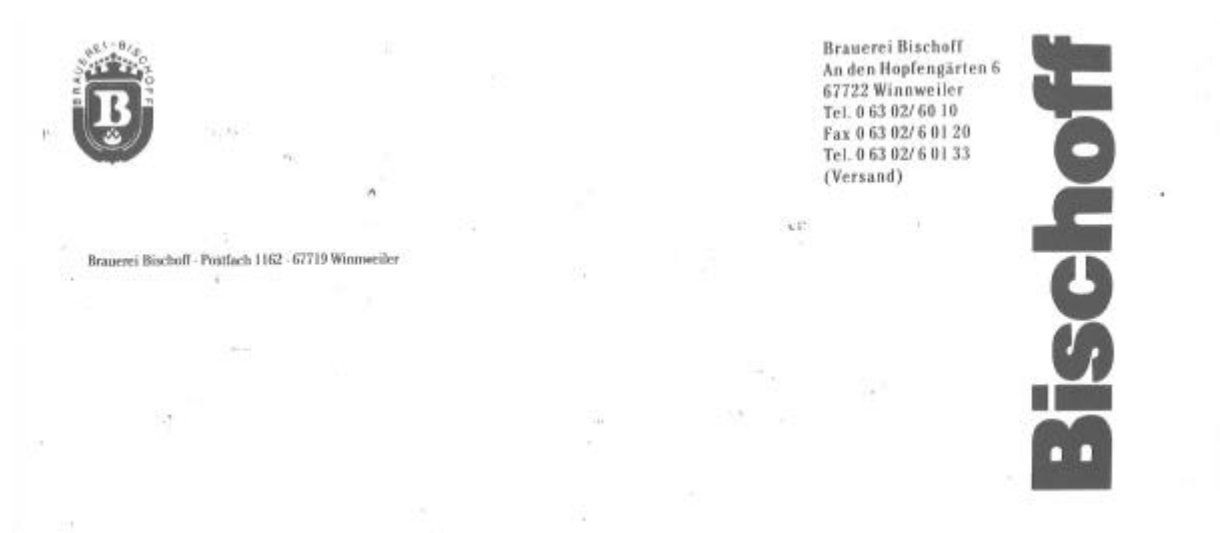 BRAUEREI-BISCHOFF
B
Brauerei Bischoff
An den Hopfengärten 6
67722 Winnweiler
Tel. 0 63 02/ 60 10
Fax 0 63 02/ 6 01 20
Tel. 0 63 02/ 6 01 33
(Versand)
Bischoff
Brauerei Bischoff - Postfach 1162 - 67719 Winnweiler